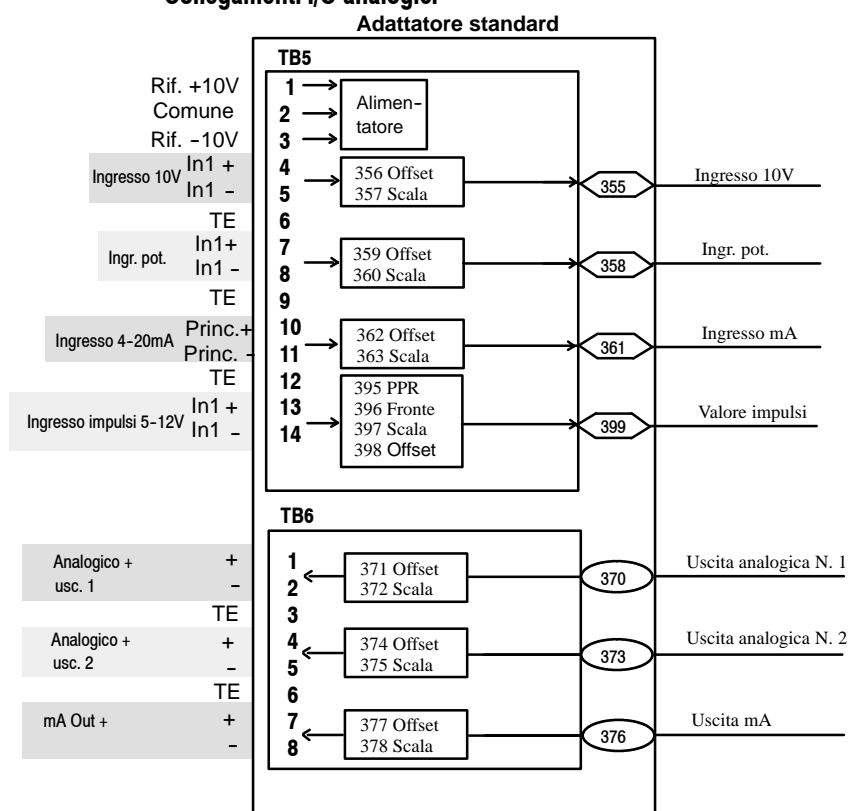 Collegamenti I/O analogici
Adattatore standard
TB5
Rif. +10V 1
Comune 2
Rif. -10V 3
Alimen-
tatore
Ingresso 10V
In1 + 4
In1 - 5
356 Offset
357 Scala
355
Ingresso 10V
TE 6
Ingr. pot.
In1+ 7
In1 - 8
359 Offset
360 Scala
358
Ingr. pot.
TE 9
Ingresso 4-20mA
Princ.+ 10
Princ. - 11
362 Offset
363 Scala
361
Ingresso mA
TE 12
Ingresso impulsi 5-12V
In1 + 13
In1 - 14
395 PPR
396 Fronte
397 Scala
398 Offset
399
Valore impulsi
TB6
Analogico +
usc. 1
+ 1
- 2
371 Offset
372 Scala
370
Uscita analogica N. 1
TE 3
Analogico +
usc. 2
+ 4
- 5
374 Offset
375 Scala
373
Uscita analogica N. 2
TE 6
mA Out +
+ 7
- 8
377 Offset
378 Scala
376
Uscita mA